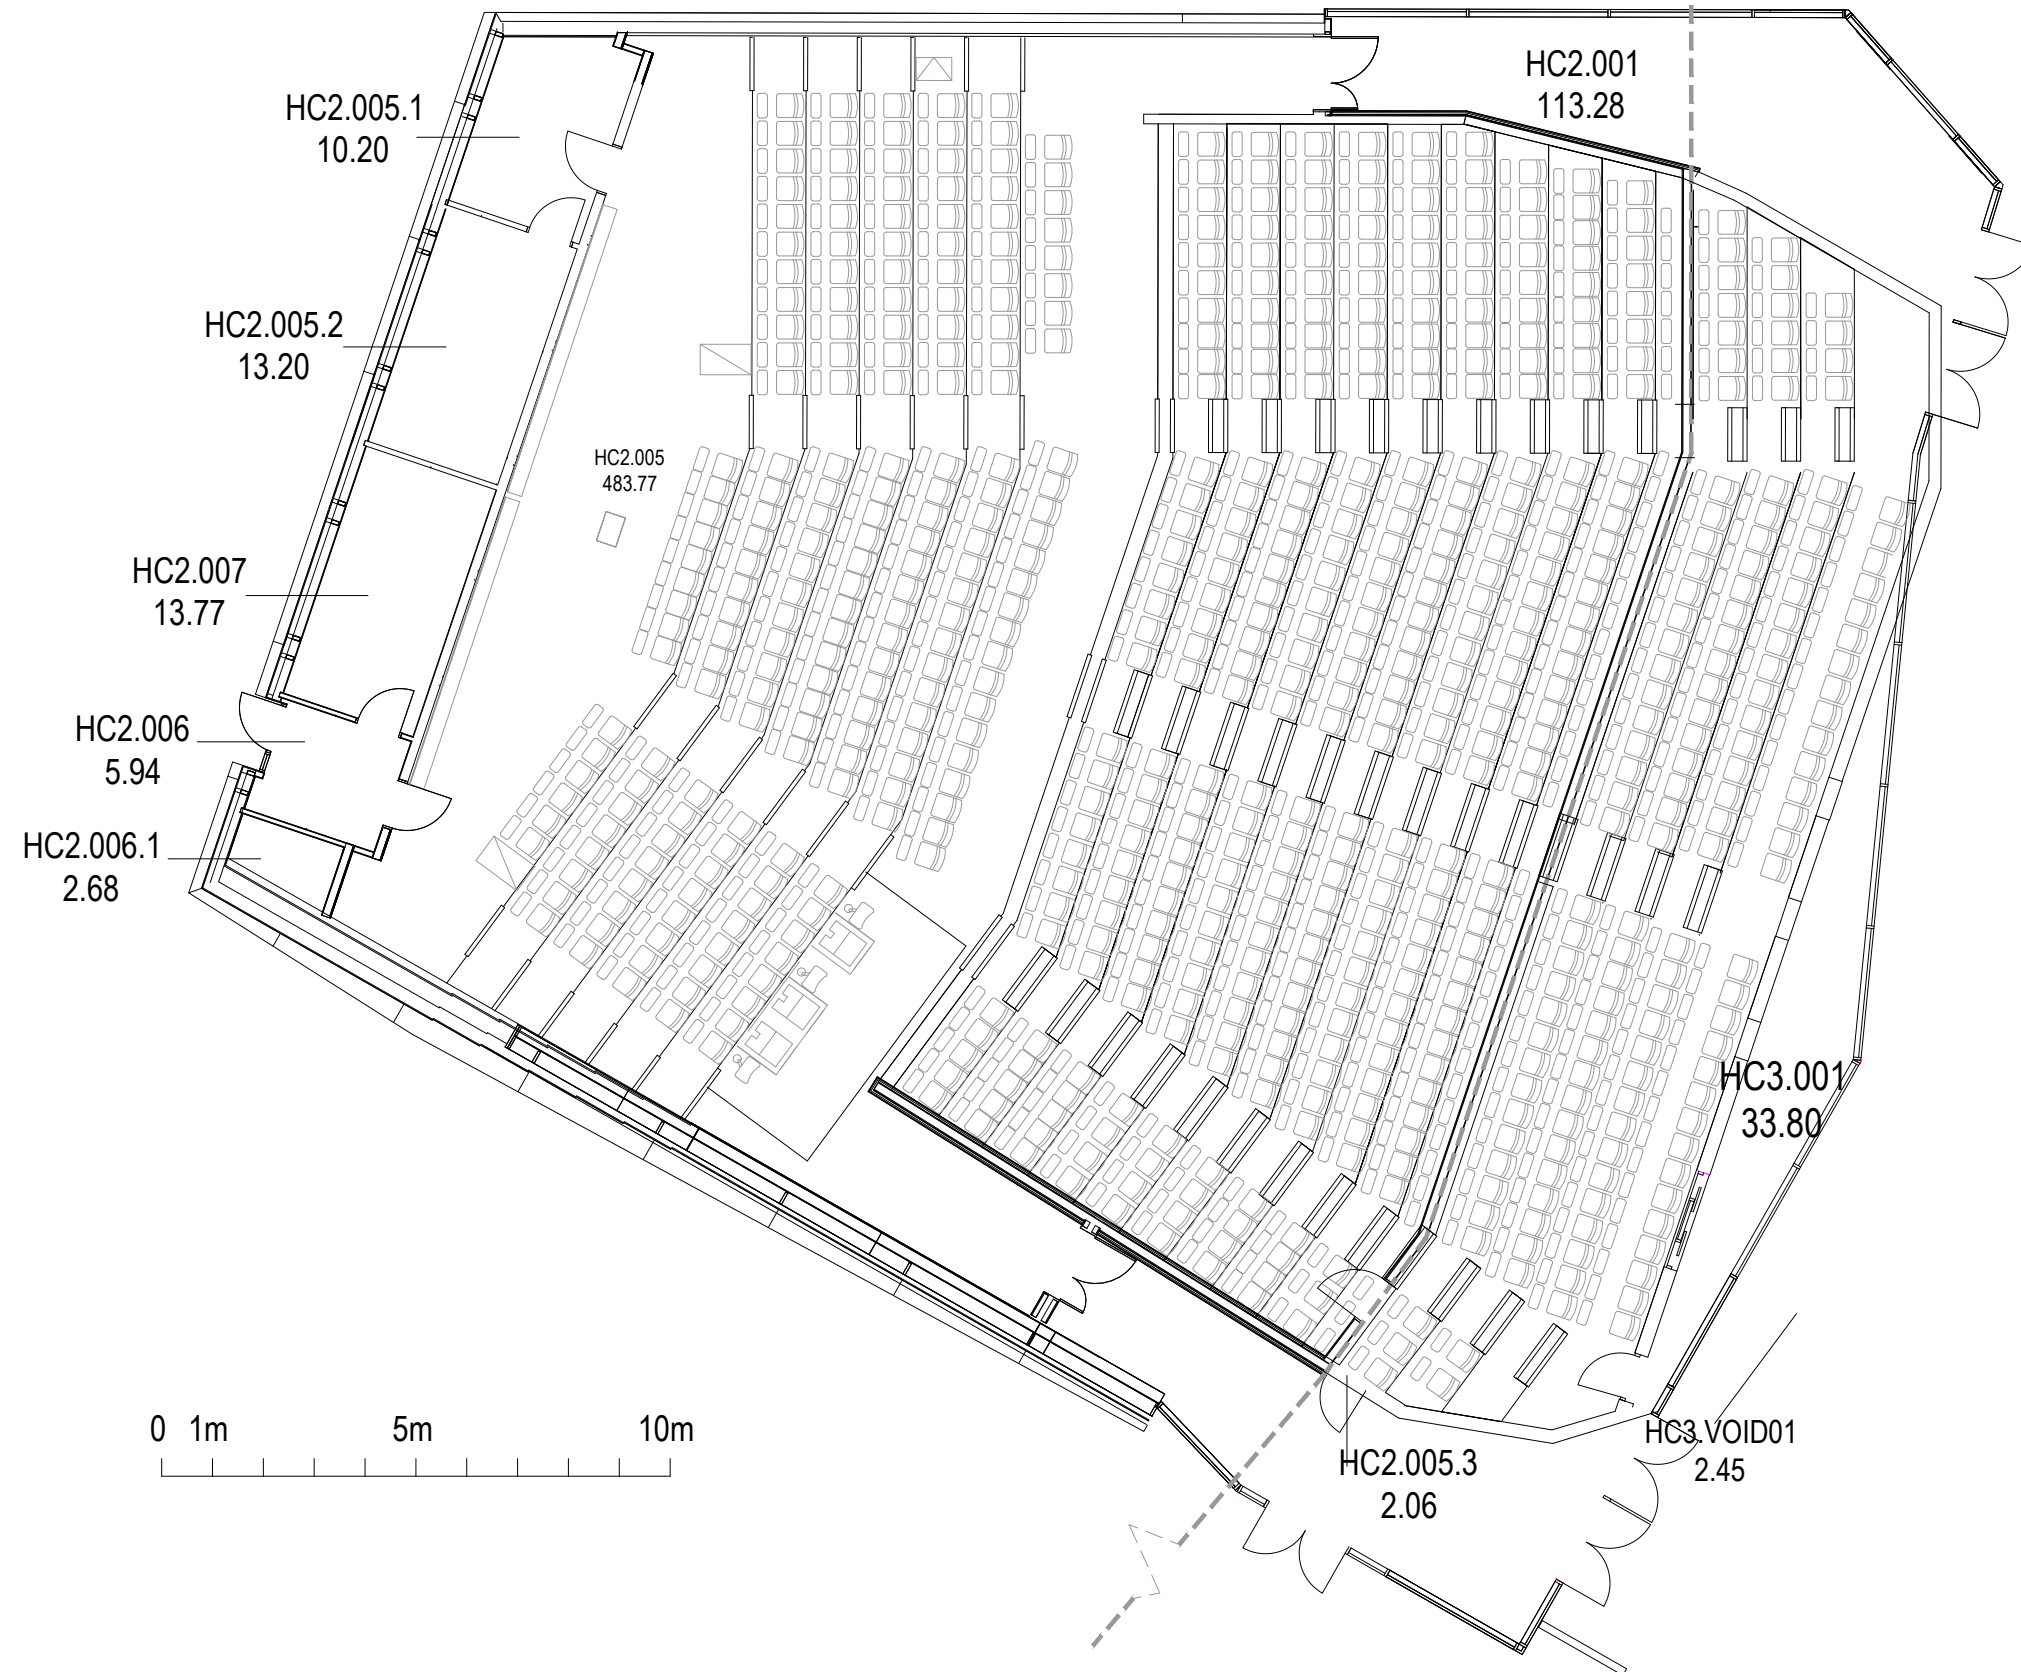 HC2.001
113.28
HC2.005.1
10.20
HC2.005.2
13.20
HC2.005
483.77
HC2.007
13.77
HC2.006
5.94
HC2.006.1
2.68
HC3.001
33.80
0 1m 5m 10m
HC3.VOID01
2.45
HC2.005.3
2.06